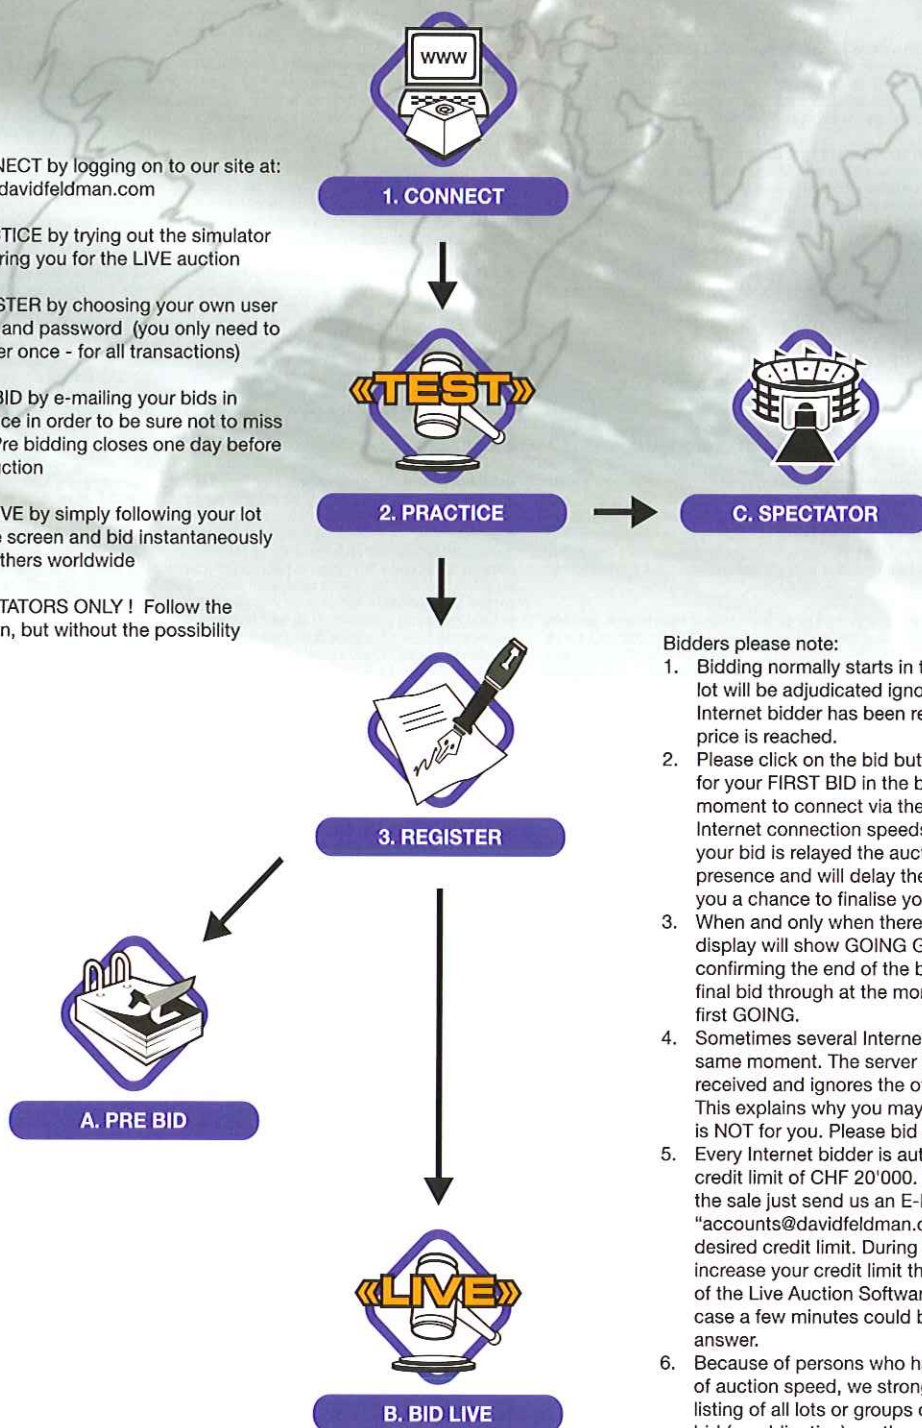 WWW
1. CONNECT
NECT by logging on to our site at:
davidfeldman.com
TICE by trying out the simulator
ring you for the LIVE auction
STER by choosing your own user
and password (you only need to
er once - for all transactions)
BID by e-mailing your bids in
ce in order to be sure not to miss
Pre bidding closes one day before
ction
VE by simply following your lot
e screen and bid instantaneously
thers worldwide
TATORS ONLY ! Follow the
n, but without the possibility
«TEST»
2. PRACTICE
C. SPECTATOR
3. REGISTER
A. PRE BID
«LIVE»
B. BID LIVE
Bidders please note:
1. Bidding normally starts in
lot will be adjudicated
Internet bidder has been
price is reached.
2. Please click on the bid
for your FIRST BID in the
moment to connect via the
Internet connection speeds
your bid is relayed the
presence and will delay the
you a chance to finalise
3. When and only when there
display will show GOING
confirming the end of the
final bid through at the
first GOING.
4. Sometimes several
same moment. The server
received and ignores the
This explains why you may
is NOT for you. Please bid
5. Every Internet bidder is
credit limit of CHF 20'000.
the sale just send us an
"accounts@davidfeldman.
desired credit limit. During
increase your credit limit
of the Live Auction
case a few minutes could
answer.
6. Because of persons who
of auction speed, we
listing of all lots or groups